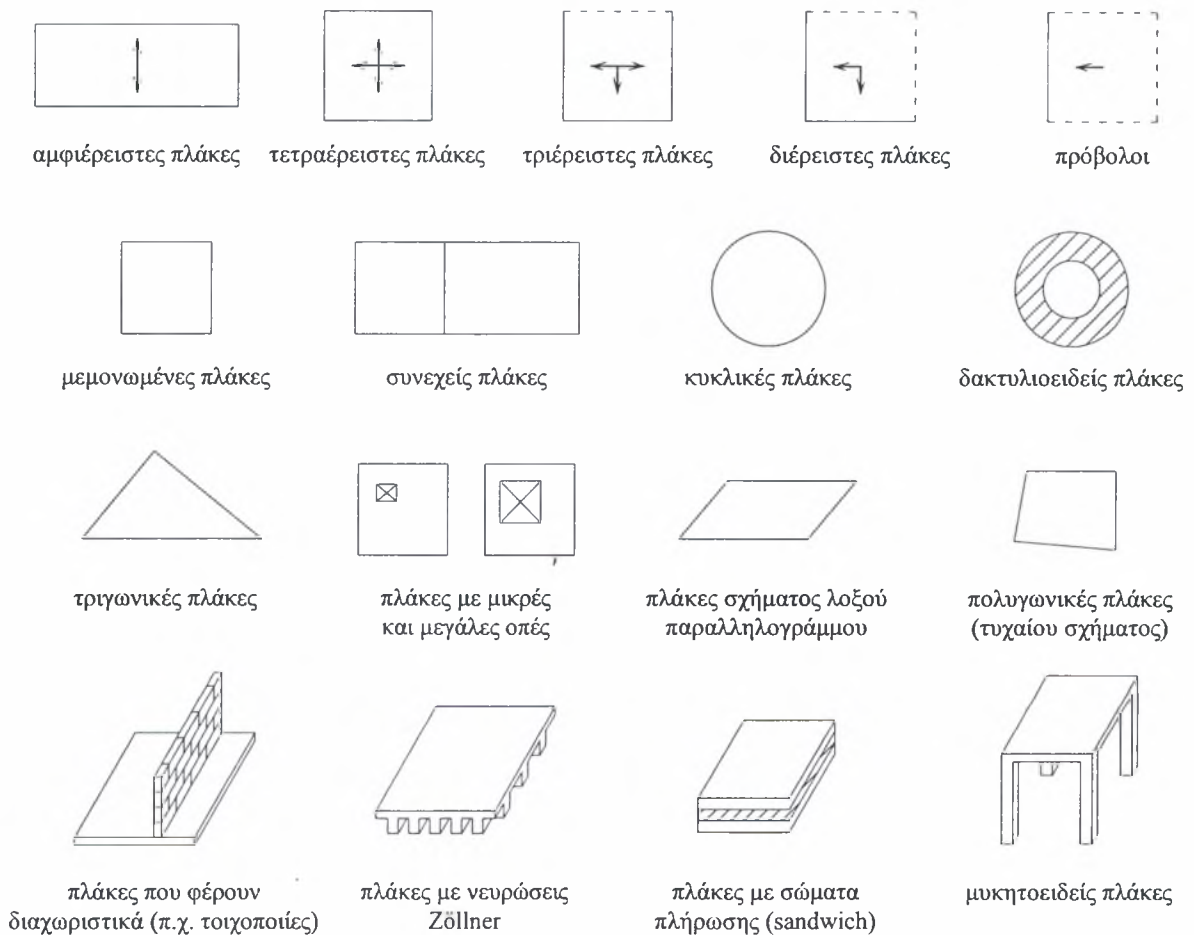 αμφιέρειστες πλάκες
τετραέρειστες πλάκες
τριέρειστες πλάκες
διέρειστες πλάκες
πρόβολοι
μεμονωμένες πλάκες
συνεχείς πλάκες
κυκλικές πλάκες
δακτυλιοειδείς πλάκες
τριγωνικές πλάκες
πλάκες με μικρές
και μεγάλες οπές
πλάκες σχήματος λοξού
παραλληλογράμμου
πολυγωνικές πλάκες
(τυχαίου σχήματος)
πλάκες που φέρουν
διαχωριστικά (π.χ. τοιχοποιίες)
πλάκες με νευρώσεις
Zöllner
πλάκες με σώματα
πλήρωσης (sandwich)
μυκητοειδείς πλάκες